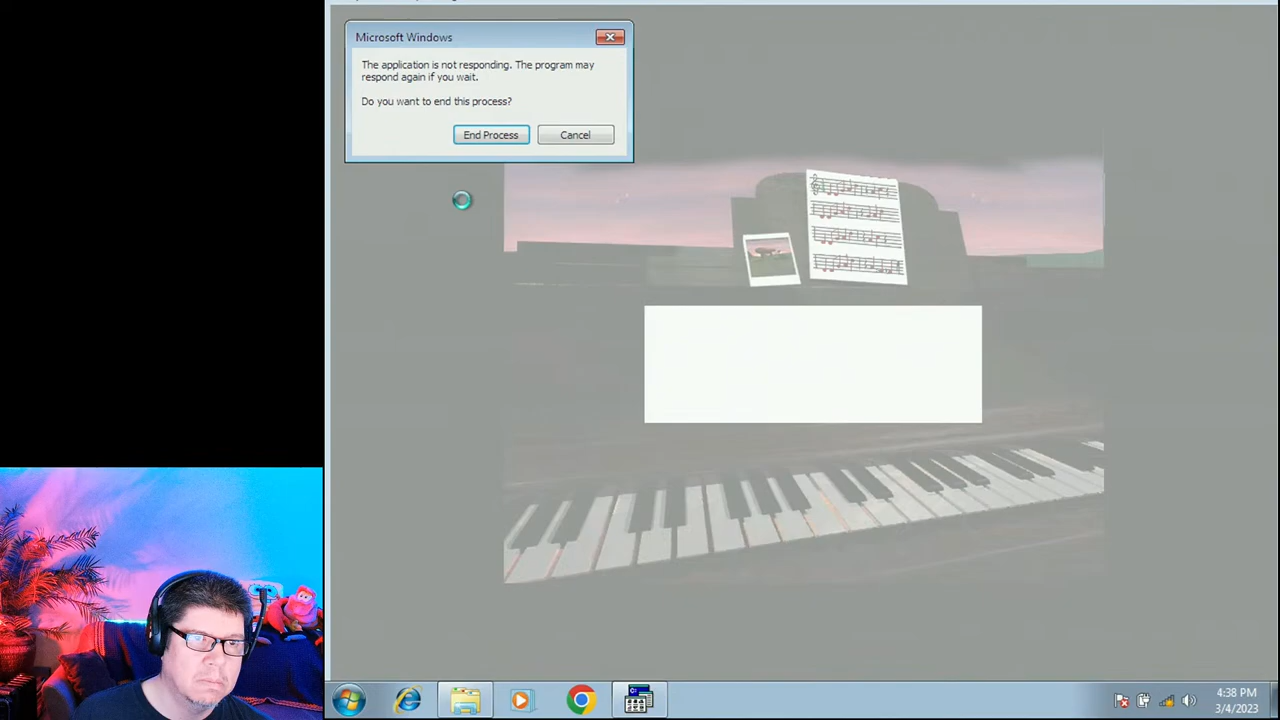 Microsoft Windows
The application is not responding. The program may
respond again if you wait.
Do you want to end this process?
End Process
Cancel
4:38 PM
3/4/2023